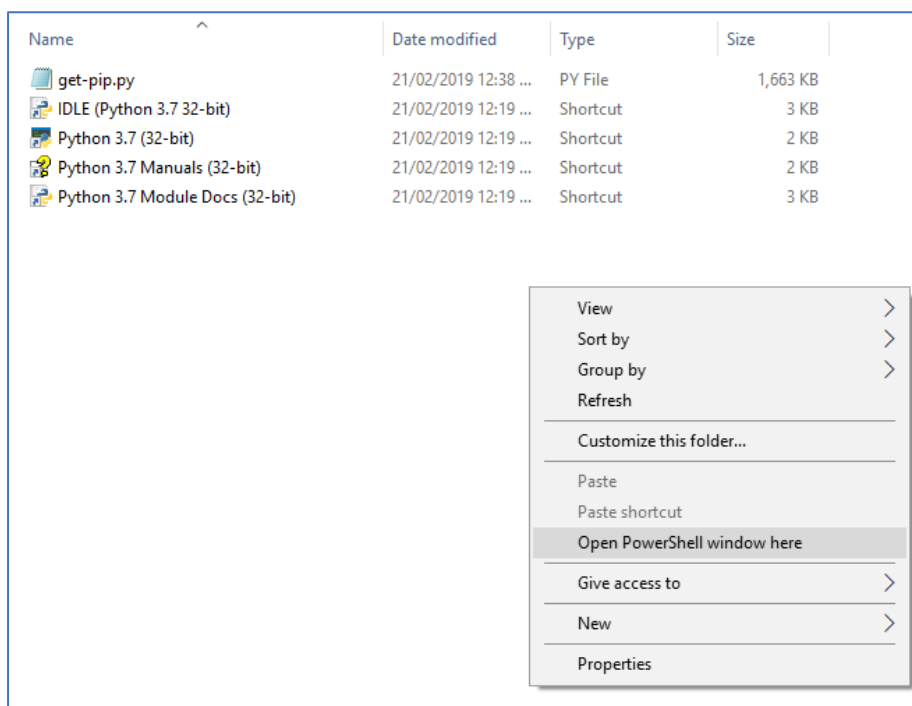 Name Date modified Type Size
get-pip.py 21/02/2019 12:38 ... PY File 1,663 KB
IDLE (Python 3.7 32-bit) 21/02/2019 12:19 ... Shortcut 3 KB
Python 3.7 (32-bit) 21/02/2019 12:19 ... Shortcut 2 KB
Python 3.7 Manuals (32-bit) 21/02/2019 12:19 ... Shortcut 2 KB
Python 3.7 Module Docs (32-bit) 21/02/2019 12:19 ... Shortcut 3 KB
View
Sort by
Group by
Refresh
Customize this folder...
Paste
Paste shortcut
Open PowerShell window here
Give access to
New
Properties